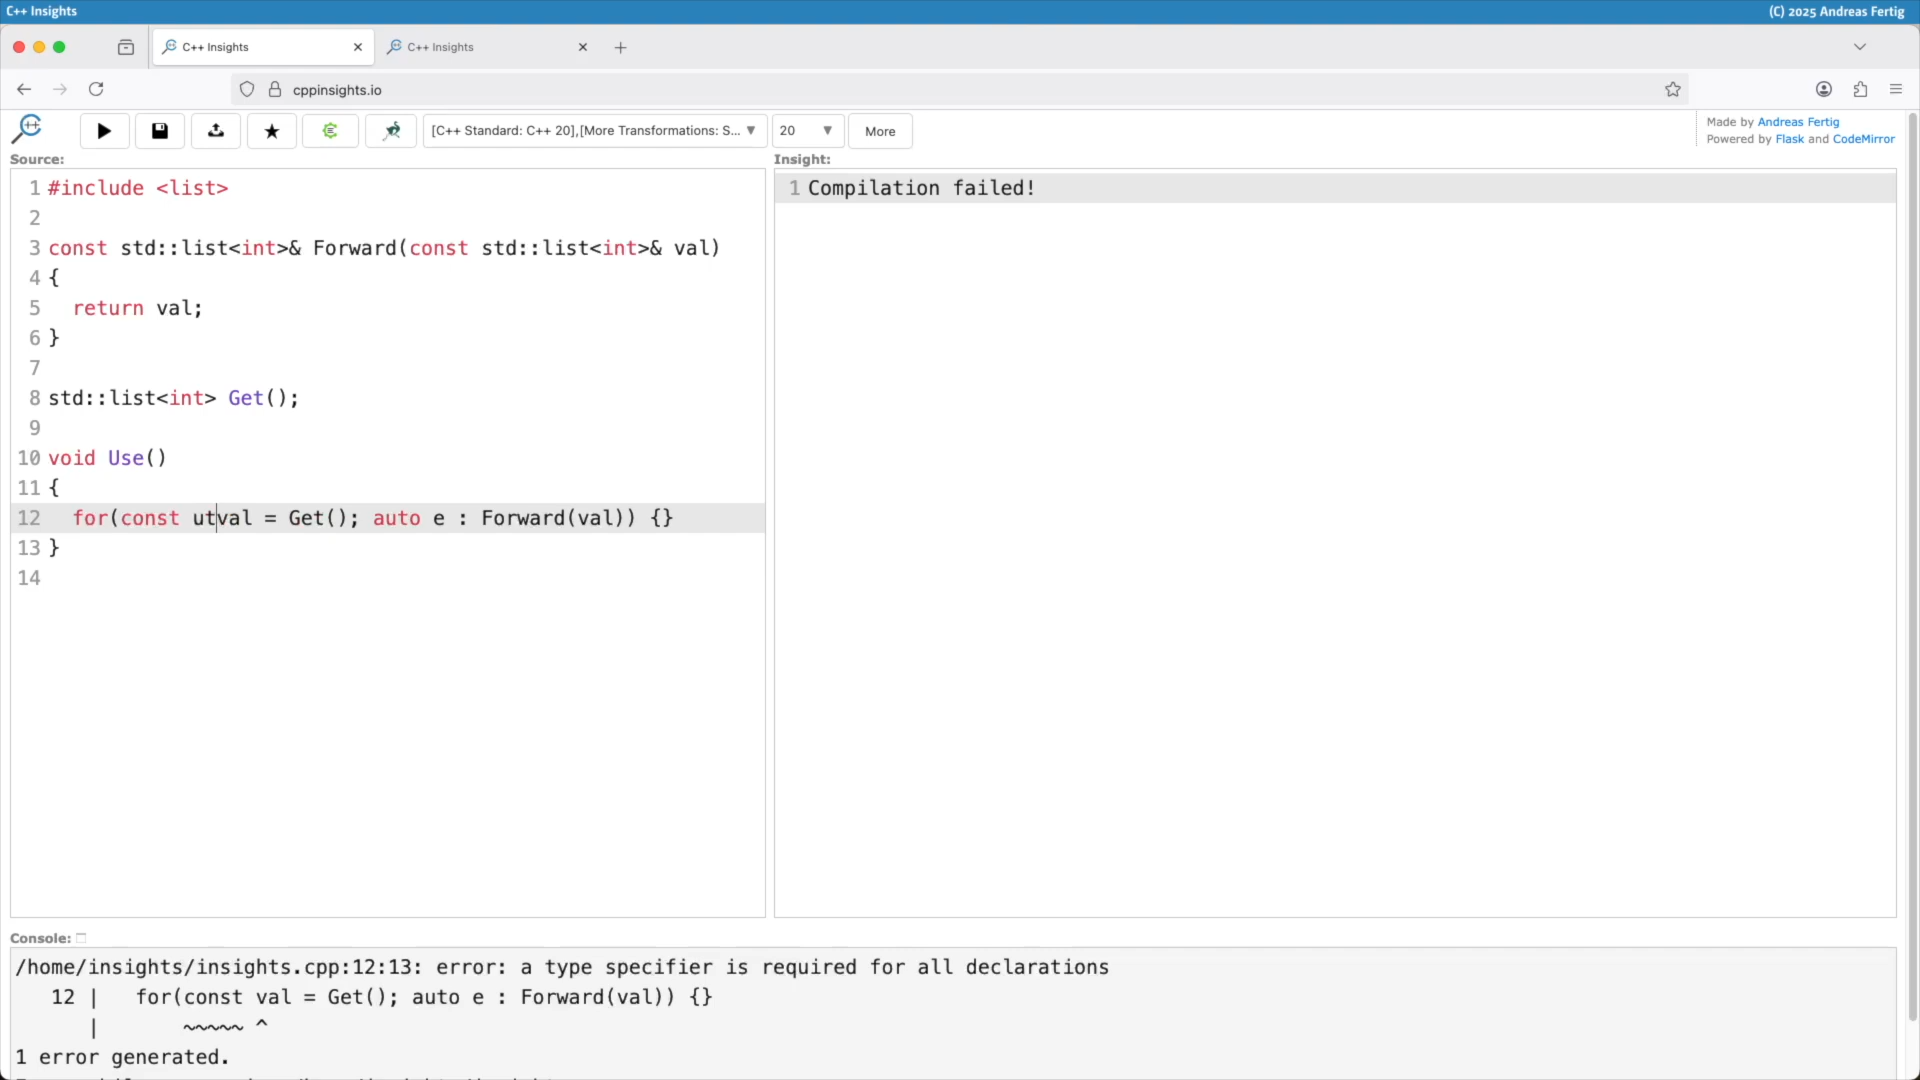 C++ Insights
(C) 2025 Andreas Fertig
C++ Insights
C++ Insights
cppinsights.io
[C++ Standard: C++ 20],[More Transformations: S...
20
More
Made by Andreas Fertig
Powered by Flask and CodeMirror
Source:
1 #include <list>
2
3 const std::list<int>& Forward(const std::list<int>& val)
4 {
5   return val;
6 }
7
8 std::list<int> Get();
9
10 void Use()
11 {
12   for(const utval = Get(); auto e : Forward(val)) {}
13 }
14
Insight:
1 Compilation failed!
Console:
/home/insights/insights.cpp:12:13: error: a type specifier is required for all declarations
   12 |   for(const val = Get(); auto e : Forward(val)) {}
      |       ~~~~~ ^
1 error generated.